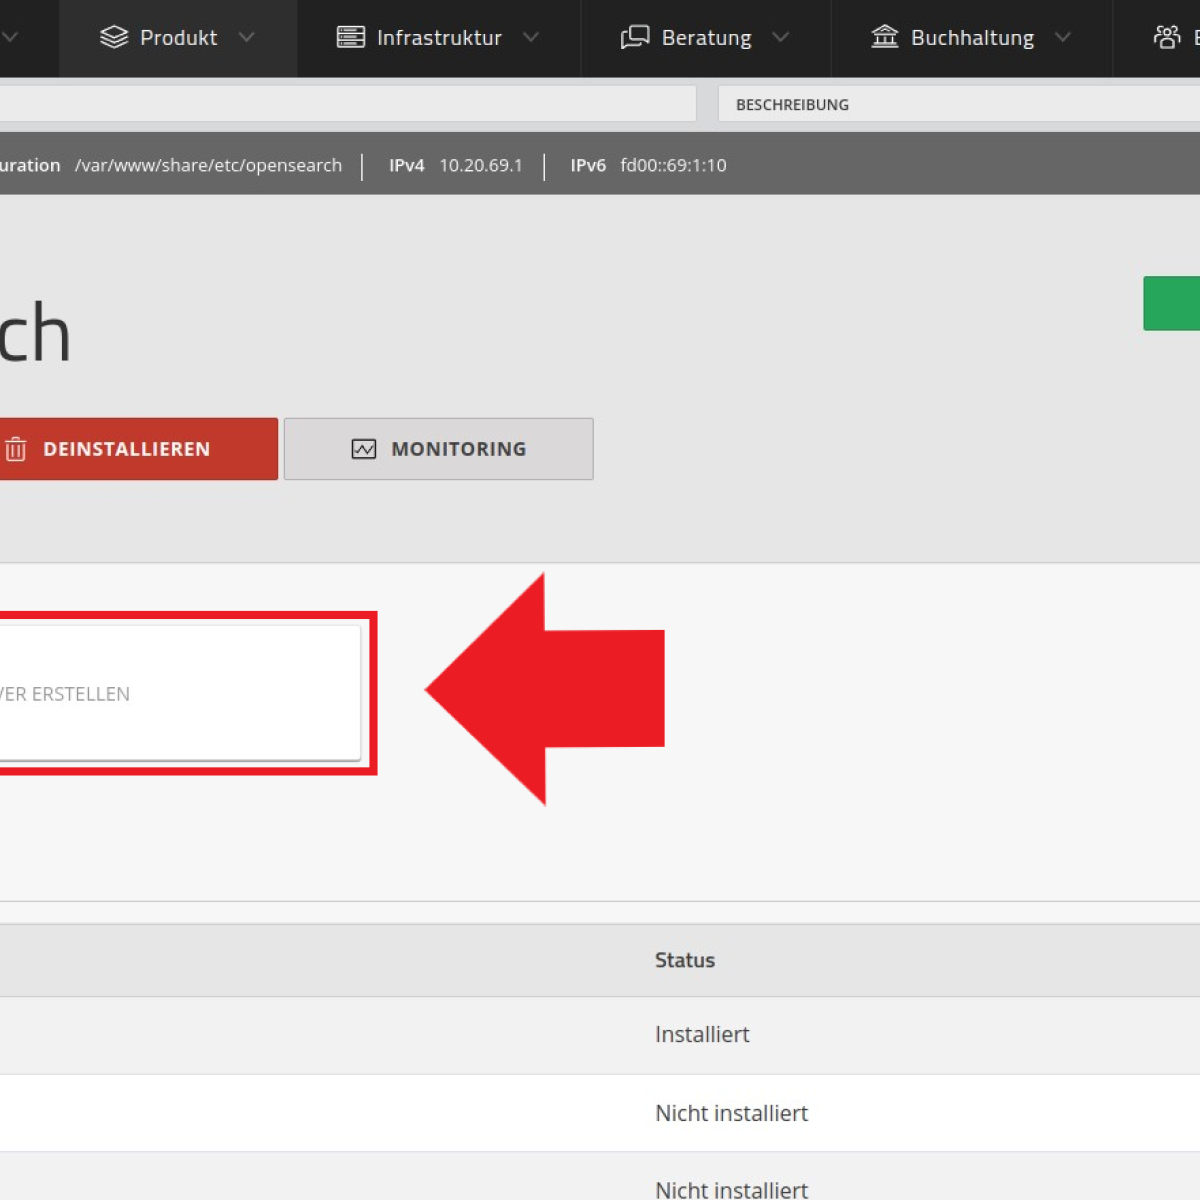 Produkt Infrastruktur Beratung Buchhaltung
BESCHREIBUNG
uration /var/www/share/etc/opensearch IPv4 10.20.69.1 IPv6 fd00::69:1:10
ch
DEINSTALLIEREN MONITORING
VER ERSTELLEN
Status
Installiert
Nicht installiert
Nicht installiert